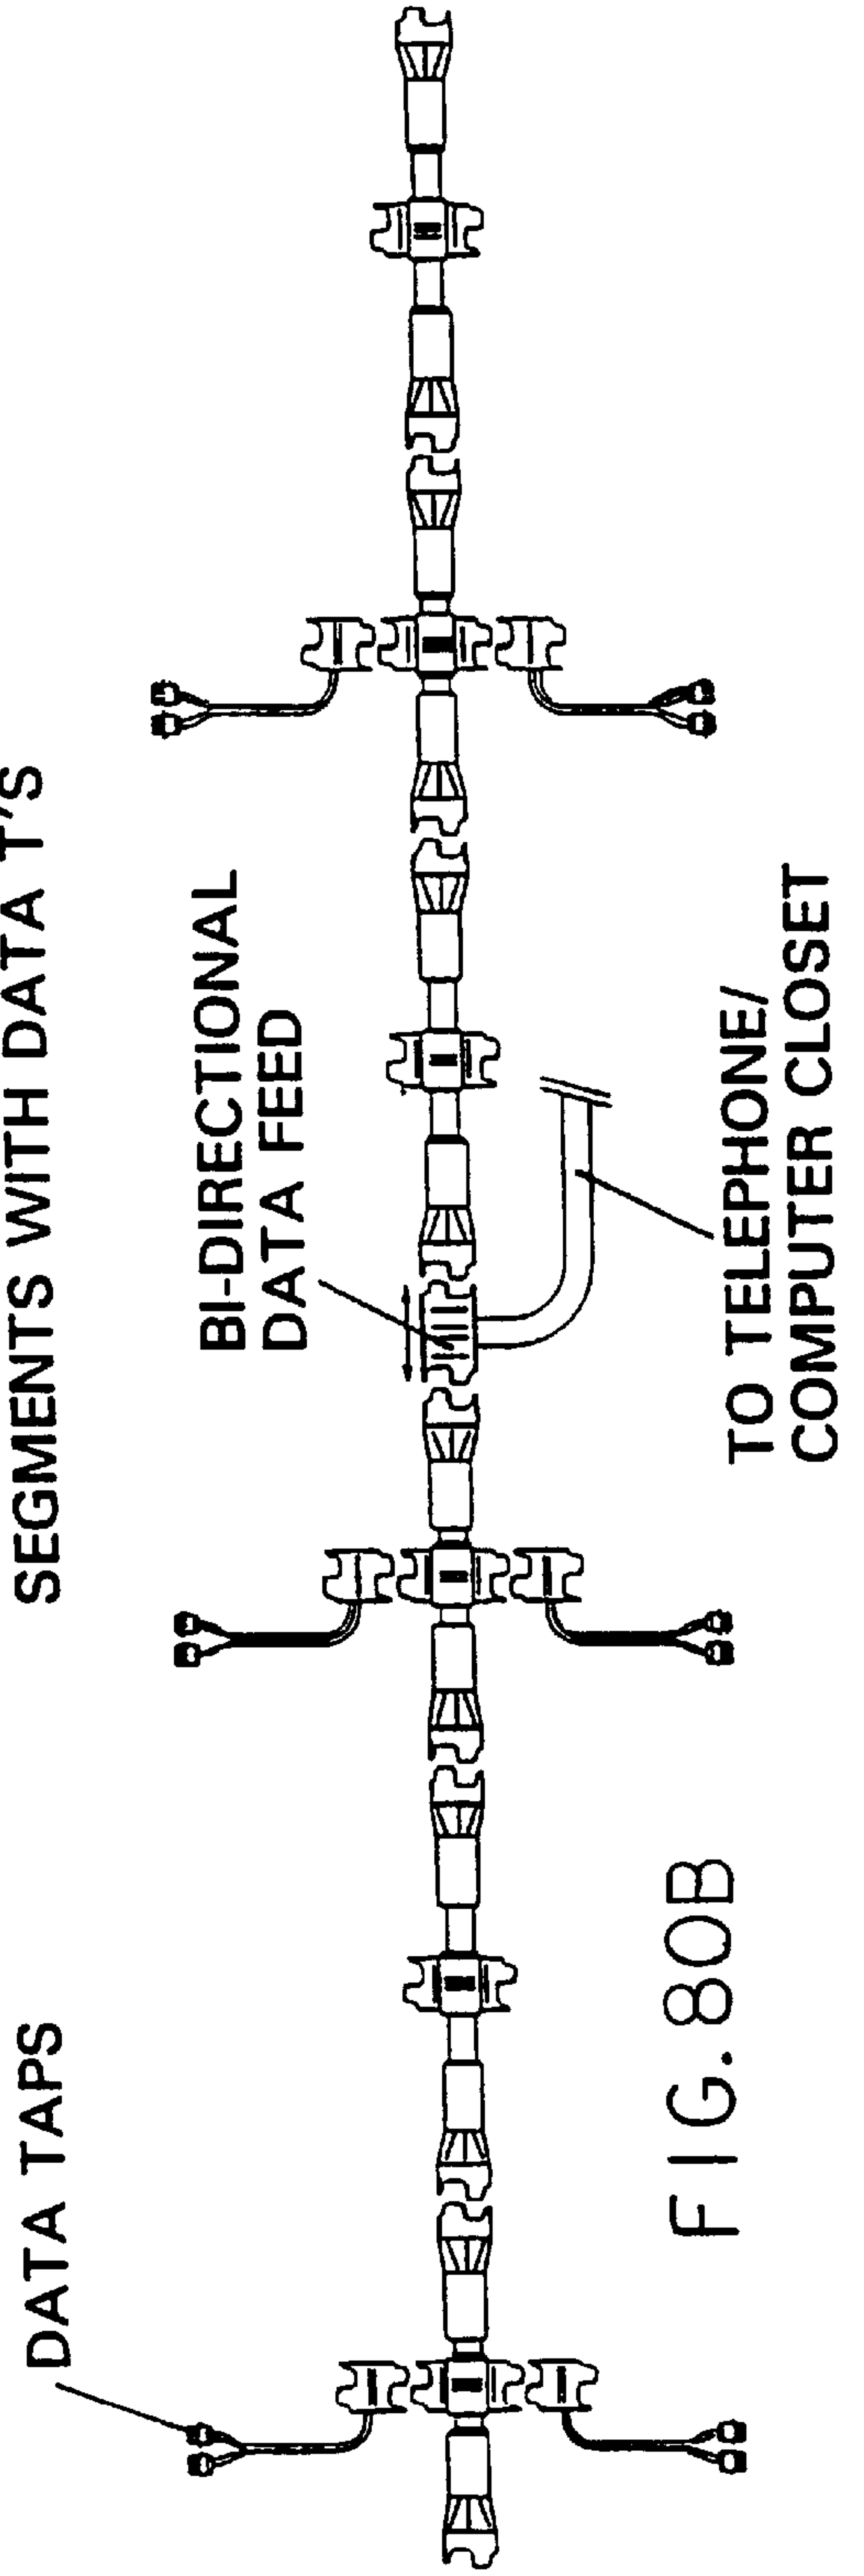 SEGMENTS WITH DATA T'S
DATA TAPS
BI-DIRECTIONAL
DATA FEED
TO TELEPHONE/
COMPUTER CLOSET
FIG. 80B